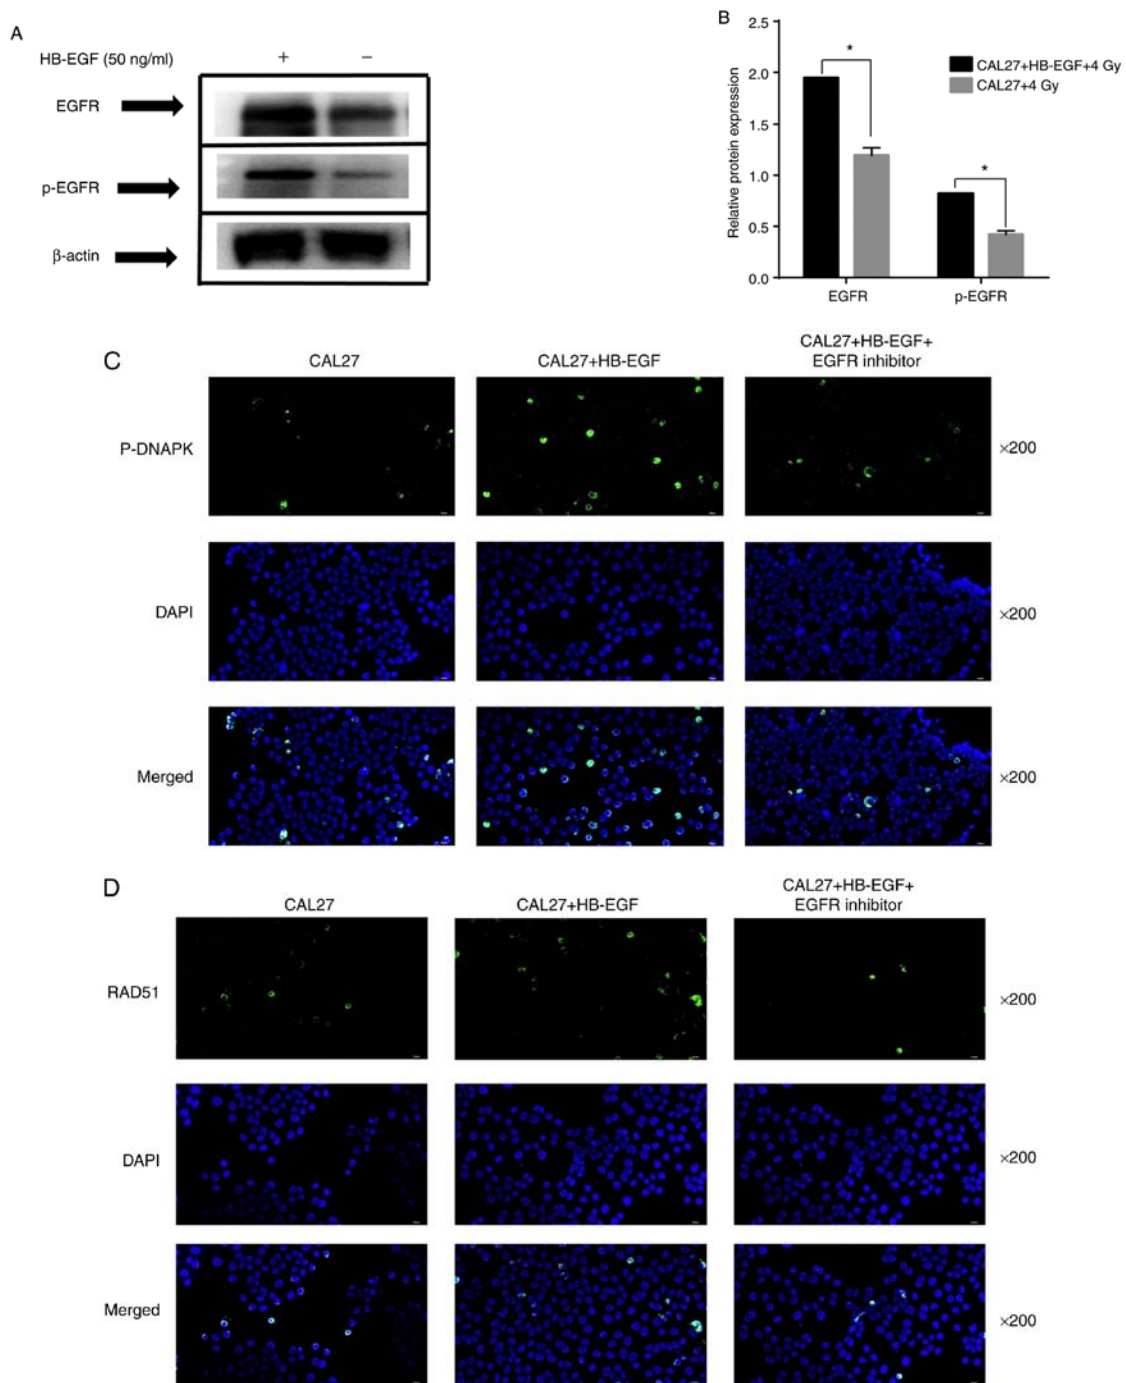 A
HB-EGF (50 ng/ml) + −
EGFR
p-EGFR
β-actin
B
2.5
2.0
1.5
1.0
0.5
0.0
Relative protein expression
*
*
CAL27+HB-EGF+4 Gy
CAL27+4 Gy
EGFR p-EGFR
C
CAL27 CAL27+HB-EGF CAL27+HB-EGF+
EGFR inhibitor
P-DNAPK ×200
DAPI ×200
Merged ×200
D
CAL27 CAL27+HB-EGF CAL27+HB-EGF+
EGFR inhibitor
RAD51 ×200
DAPI ×200
Merged ×200